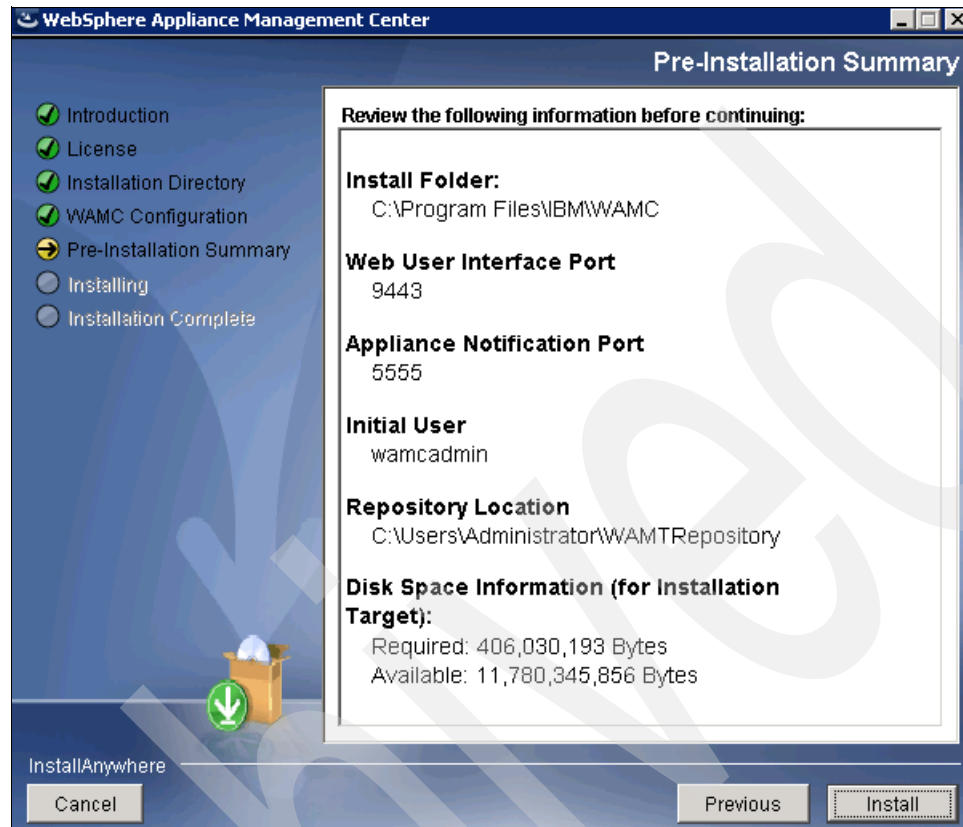 WebSphere Appliance Management Center
Pre-Installation Summary
Introduction
License
Installation Directory
WAMC Configuration
Pre-Installation Summary
Installing
Installation Complete
Review the following information before continuing:
Install Folder:
C:\Program Files\IBM\WAMC
Web User Interface Port
9443
Appliance Notification Port
5555
Initial User
wamcadmin
Repository Location
C:\Users\Administrator\WAMTRepository
Disk Space Information (for Installation
Target):
Required: 406,030,193 Bytes
Available: 11,780,345,856 Bytes
InstallAnywhere
Cancel
Previous
Install